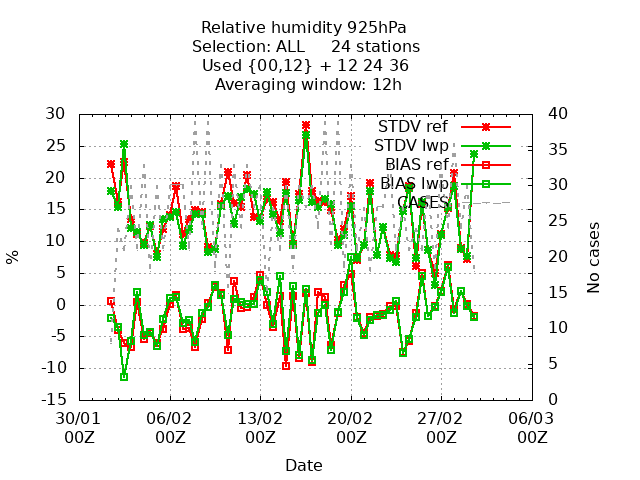 Relative humidity 925hPa
Selection: ALL 24 stations
Used {00,12} + 12 24 36
Averaging window: 12h
30 40
STDV ref
25 35
STDV lwp
20 30
BIAS ref
BIAS lwp
15 25
CASES
10 20
5 15
0 10
-5 5
-10 0
-15
%
No cases
30/01 06/02 13/02 20/02 27/02 06/03
00Z 00Z 00Z 00Z 00Z 00Z
Date